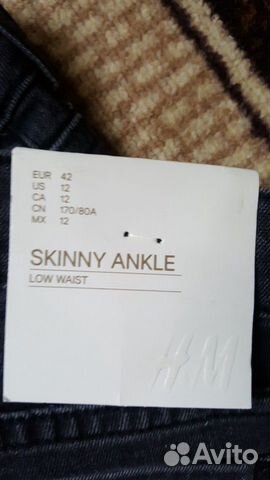 EUR 42
US 12
CA 12
CN 170/80A
MX 12
SKINNY ANKLE
LOW WAIST
H&M
Avito